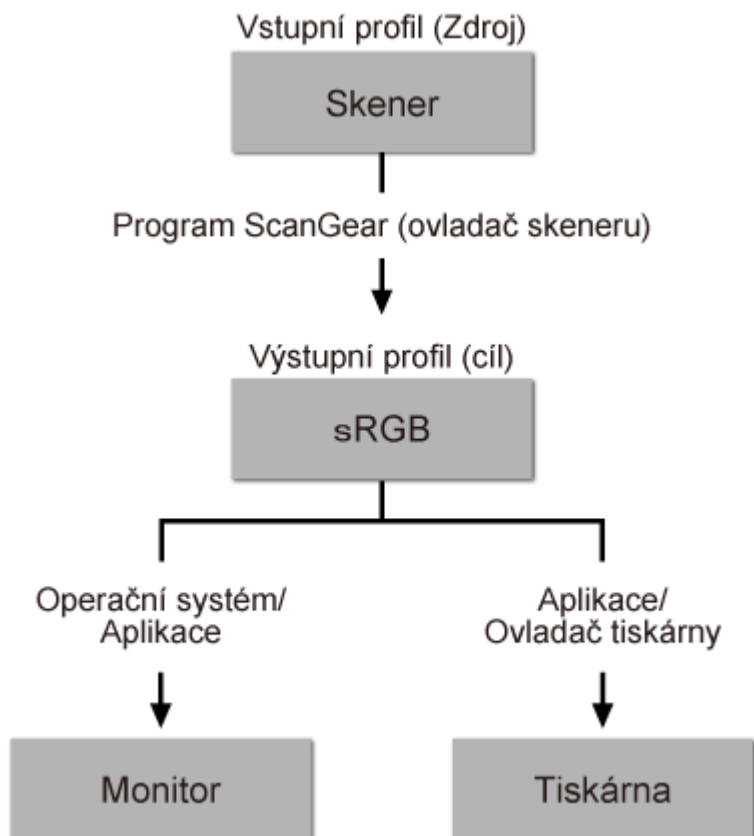 Vstupní profil (Zdroj)
Skener
Program ScanGear (ovladač skeneru)
Výstupní profil (cíl)
sRGB
Operační systém/
Aplikace
Aplikace/
Ovladač tiskárny
Monitor
Tiskárna